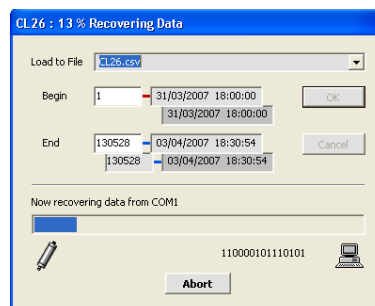 CL26 : 13 % Recovering Data
Load to File CL26.csv
Begin 1 31/03/2007 18:00:00 OK
31/03/2007 18:00:00
End 130528 03/04/2007 18:30:54 Cancel
130528 03/04/2007 18:30:54
Now recovering data from COM1
110000101110101
Abort